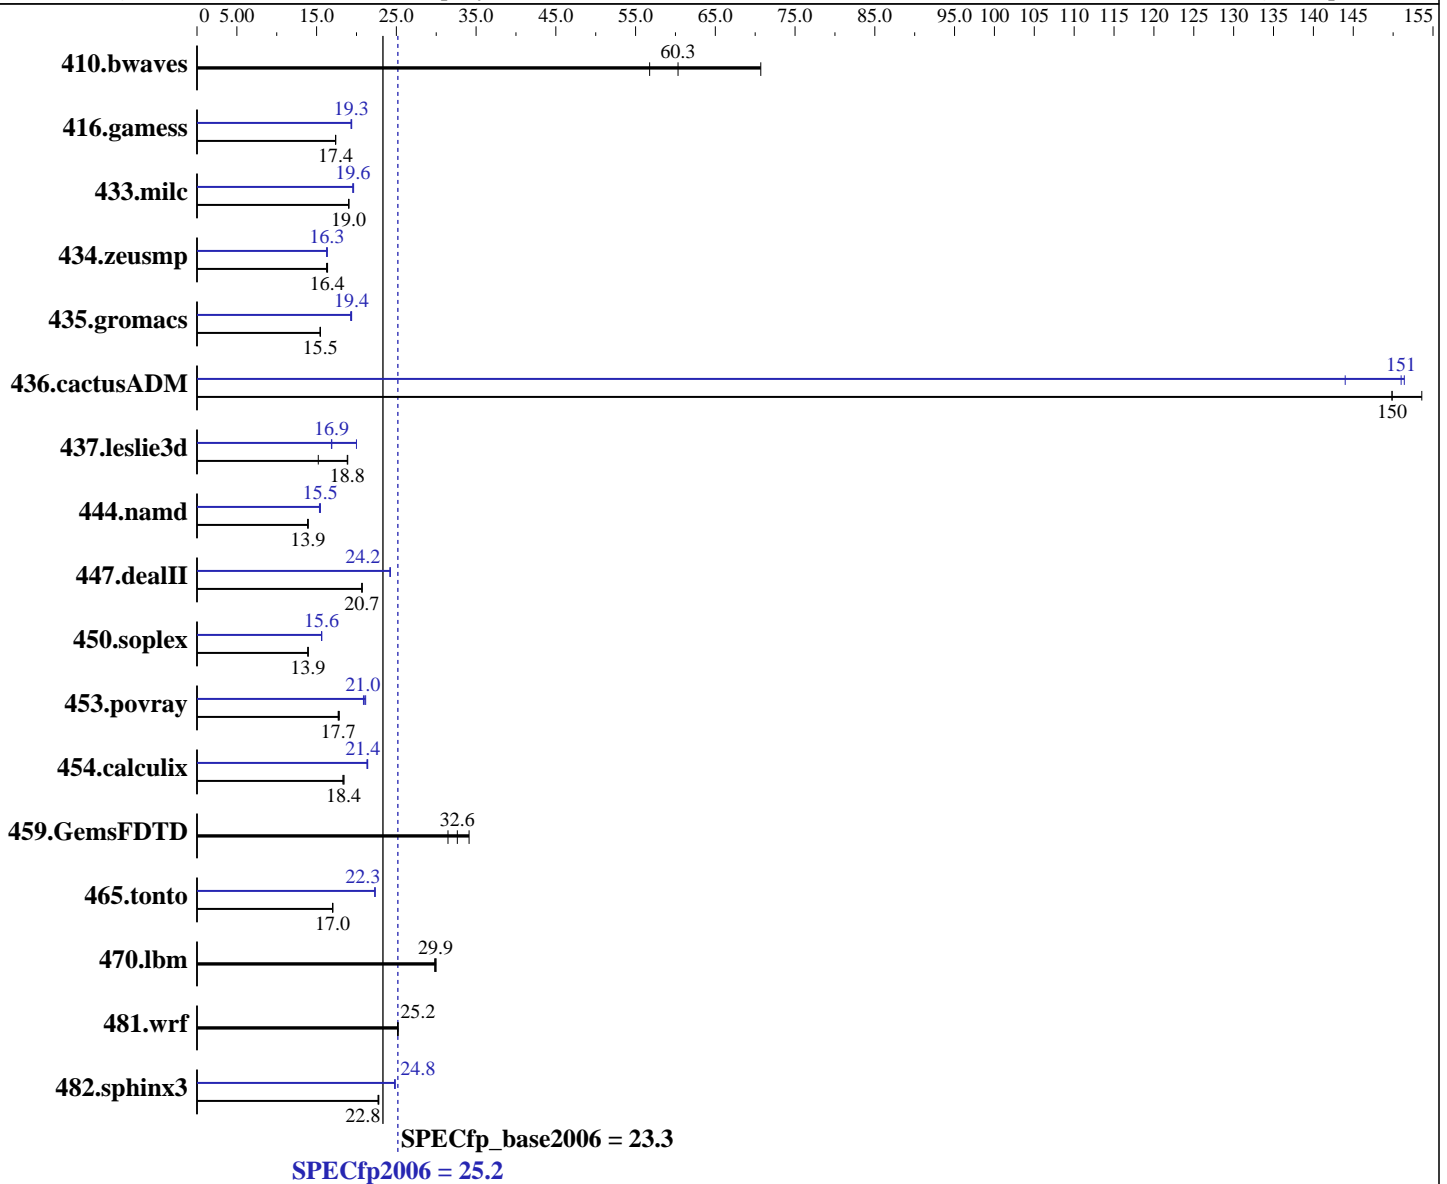 0 5.00 15.0 25.0 35.0 45.0 55.0 65.0 75.0 85.0 95.0 100 105 110 115 120 125 130 135 140 145 155
60.3
410.bwaves
19.3
416.gamess
17.4
19.6
433.milc
19.0
16.3
434.zeusmp
16.4
19.4
435.gromacs
15.5
151
436.cactusADM
150
16.9
437.leslie3d
18.8
15.5
444.namd
13.9
24.2
447.dealII
20.7
15.6
450.soplex
13.9
21.0
453.povray
17.7
21.4
454.calculix
18.4
32.6
459.GemsFDTD
22.3
465.tonto
17.0
29.9
470.lbm
25.2
481.wrf
24.8
482.sphinx3
22.8
SPECfp_base2006 = 23.3
SPECfp2006 = 25.2